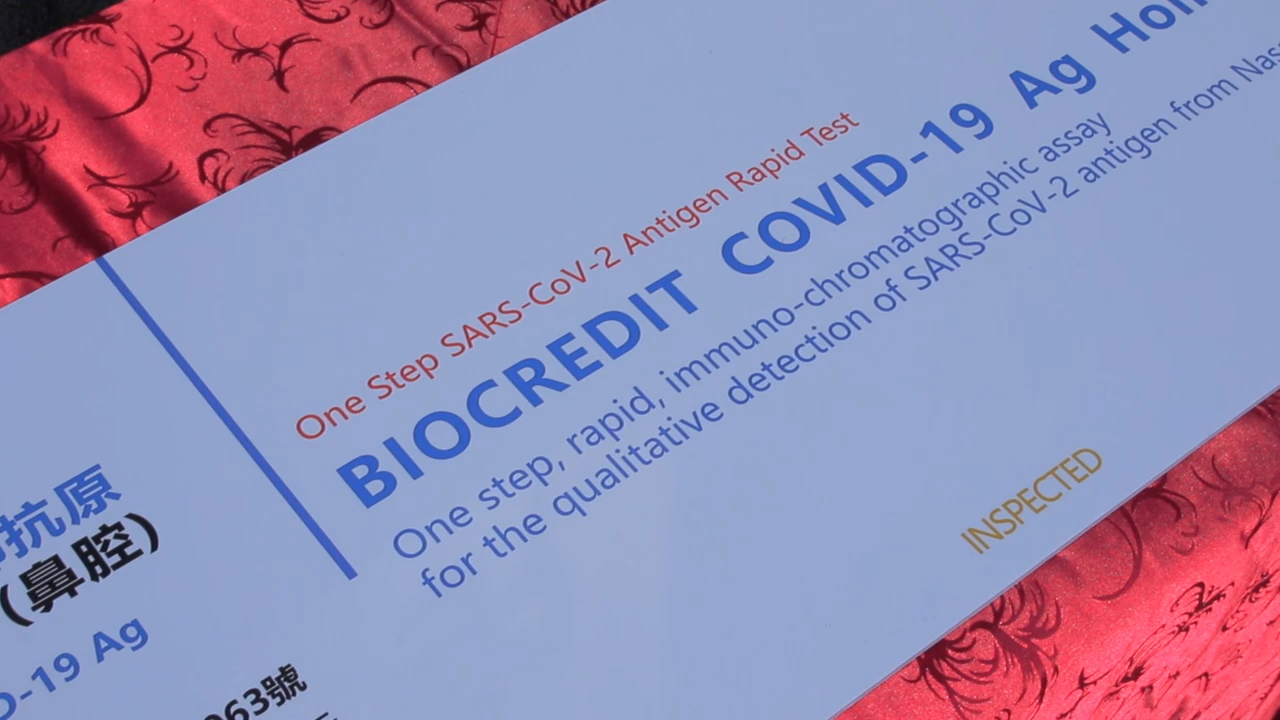 One Step SARS-CoV-2 Antigen Rapid Test
BIOCREDIT COVID-19 Ag
One step, rapid, immuno-chromatographic assay
for the qualitative detection of SARS-CoV-2 antigen from
INSPECTED
抗原
(鼻腔)
-19 Ag
063號